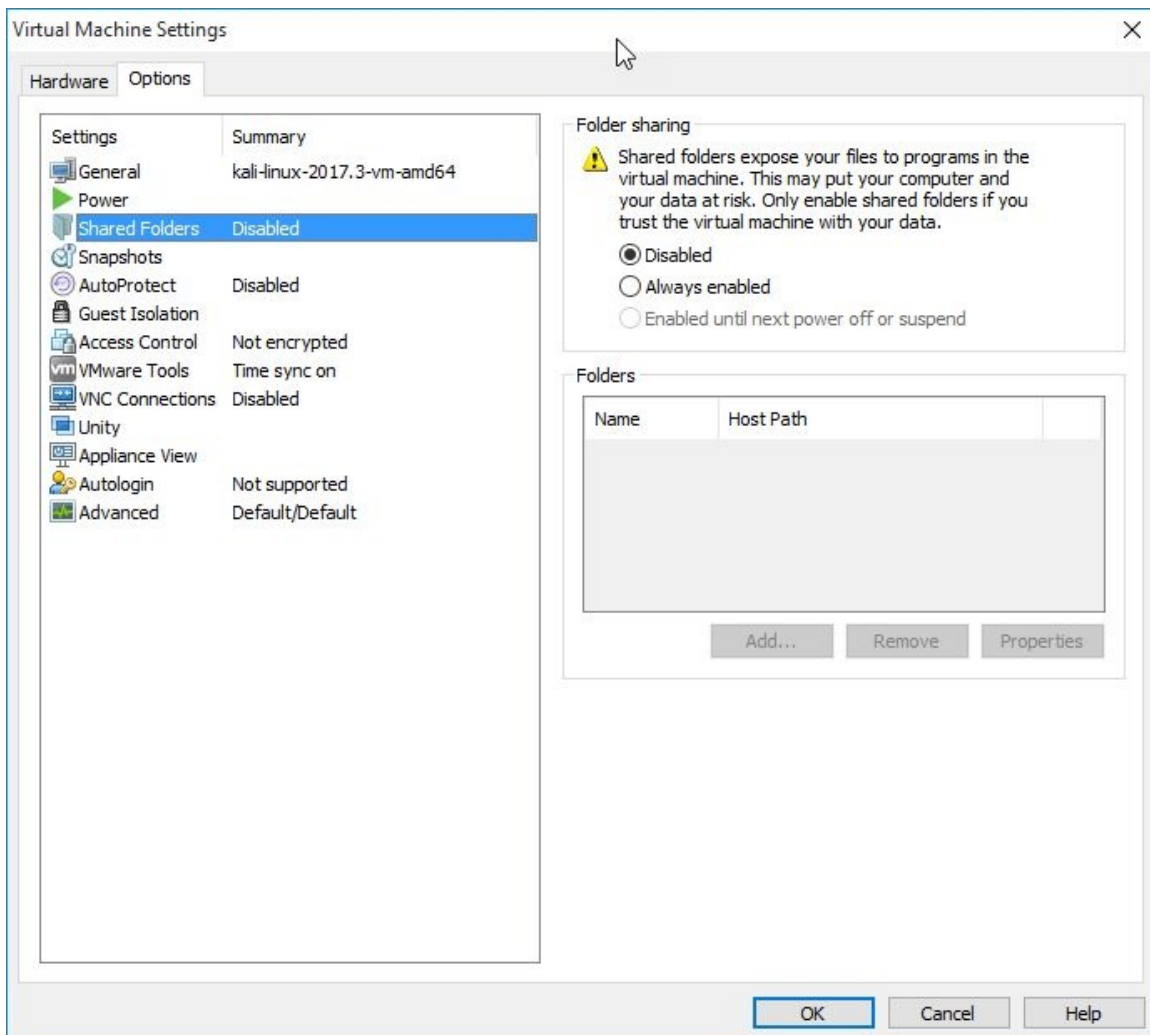 Virtual Machine Settings
Hardware Options
Settings Summary
General kali-linux-2017.3-vm-amd64
Power
Shared Folders Disabled
Snapshots
AutoProtect Disabled
Guest Isolation
Access Control Not encrypted
VMware Tools Time sync on
VNC Connections Disabled
Unity
Appliance View
Autologin Not supported
Advanced Default/Default
Folder sharing
Shared folders expose your files to programs in the
virtual machine. This may put your computer and
your data at risk. Only enable shared folders if you
trust the virtual machine with your data.
Disabled
Always enabled
Enabled until next power off or suspend
Folders
Name Host Path
Add... Remove Properties
OK Cancel Help